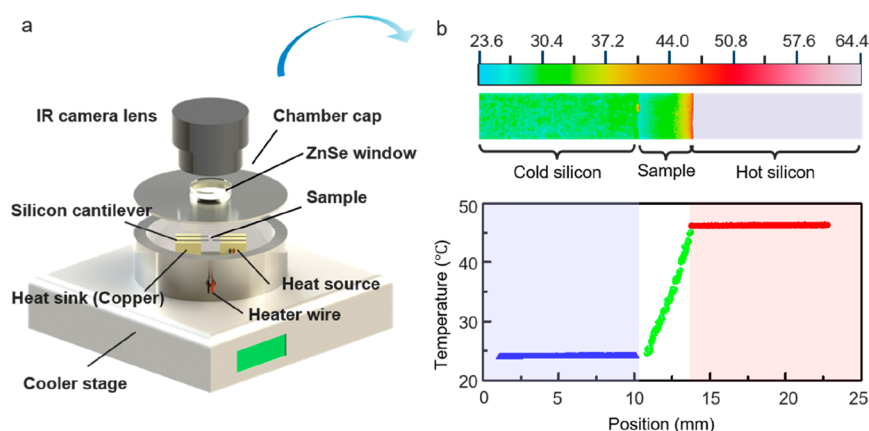 a
IR camera lens
Chamber cap
ZnSe window
Silicon cantilever
Sample
Heat sink (Copper)
Heat source
Heater wire
Cooler stage
b
23.6 30.4 37.2 44.0 50.8 57.6 64.4
Cold silicon Sample Hot silicon
50
40
30
20
Temperature (°C)
0 5 10 15 20 25
Position (mm)